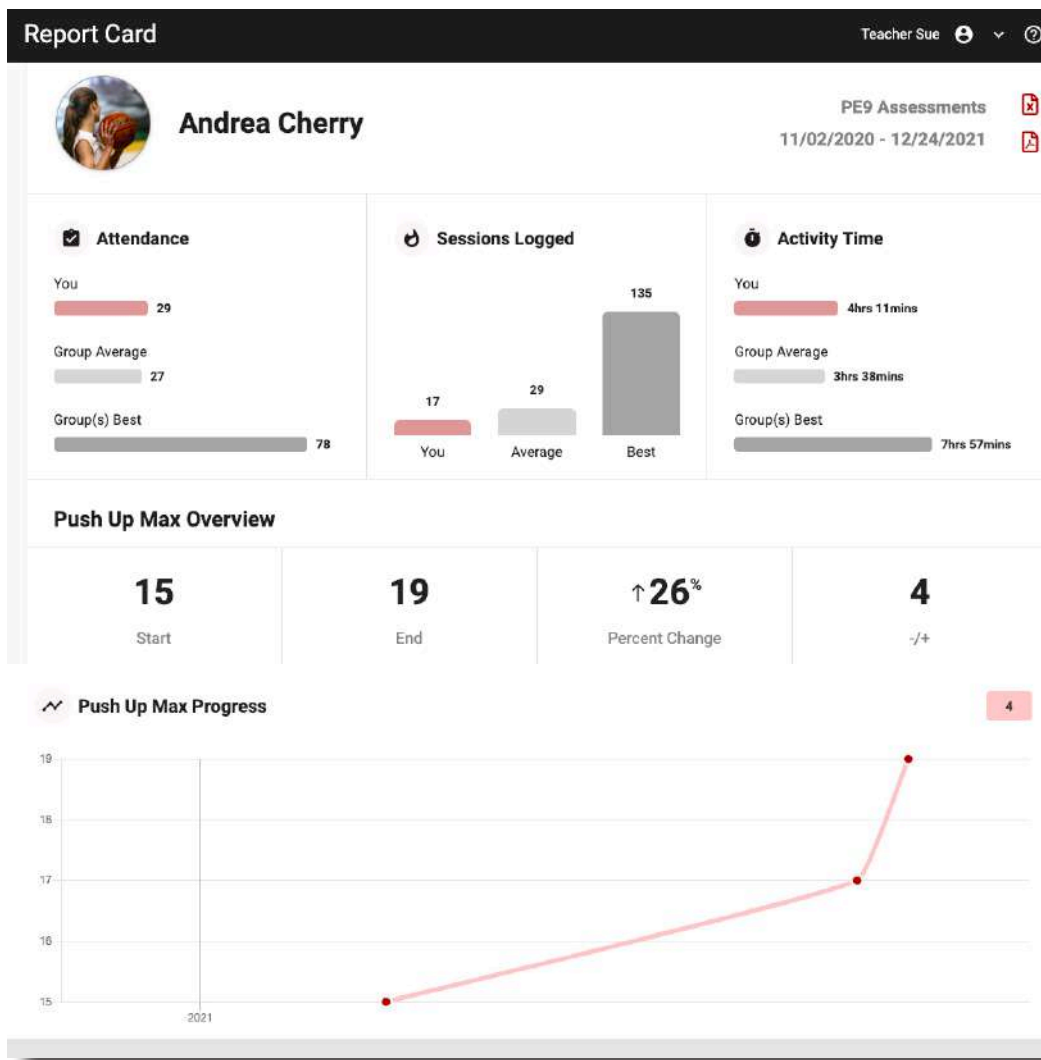 Report Card
Teacher Sue
Andrea Cherry
PE9 Assessments
11/02/2020 - 12/24/2021
Attendance
You
29
Group Average
27
Group(s) Best
78
Sessions Logged
17
29
135
You Average Best
Activity Time
You
4hrs 11mins
Group Average
3hrs 38mins
Group(s) Best
7hrs 57mins
Push Up Max Overview
15
Start
19
End
↑26%
Percent Change
4
-/+
Push Up Max Progress
4
19
18
17
16
15
2021